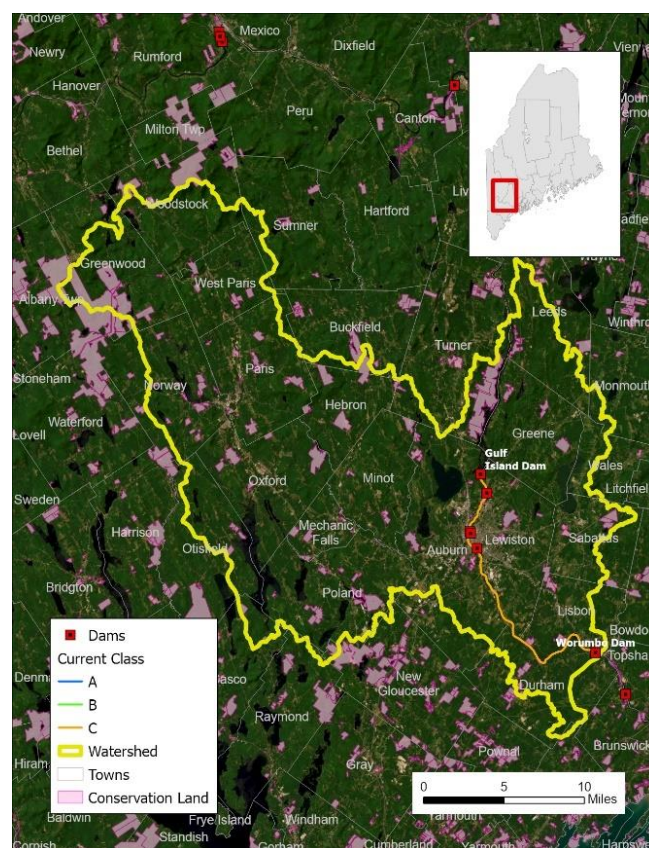 Andover
Mexico
Dixfield
Newry
Rumford
Hanover
Peru
Canton
Milton Twp
Bethel
Woodstock
Hartford
Sumner
Greenwood
Leeds
West Paris
Buckfield
Turner
Stoneham
Norway
Paris
Monmouth
Hebron
Waterford
Lovell
Greene
Gulf
Island Dam
Wales
Oxford
Minot
Litchfield
Sweden
Mechanic
Falls
Harrison
Lewiston
Sabattus
Auburn
Otisfield
Bridgton
Poland
Worumbo Dam
Durham
New
Gloucester
Raymond
Brunswick
Pownal
Gray
Dams
Current Class
A
B
C
Watershed
Towns
Conservation Land
0 5 10
Miles
Hiram
Baldwin
Frye Island
Windham
Standish
Cumberland
Yarmouth